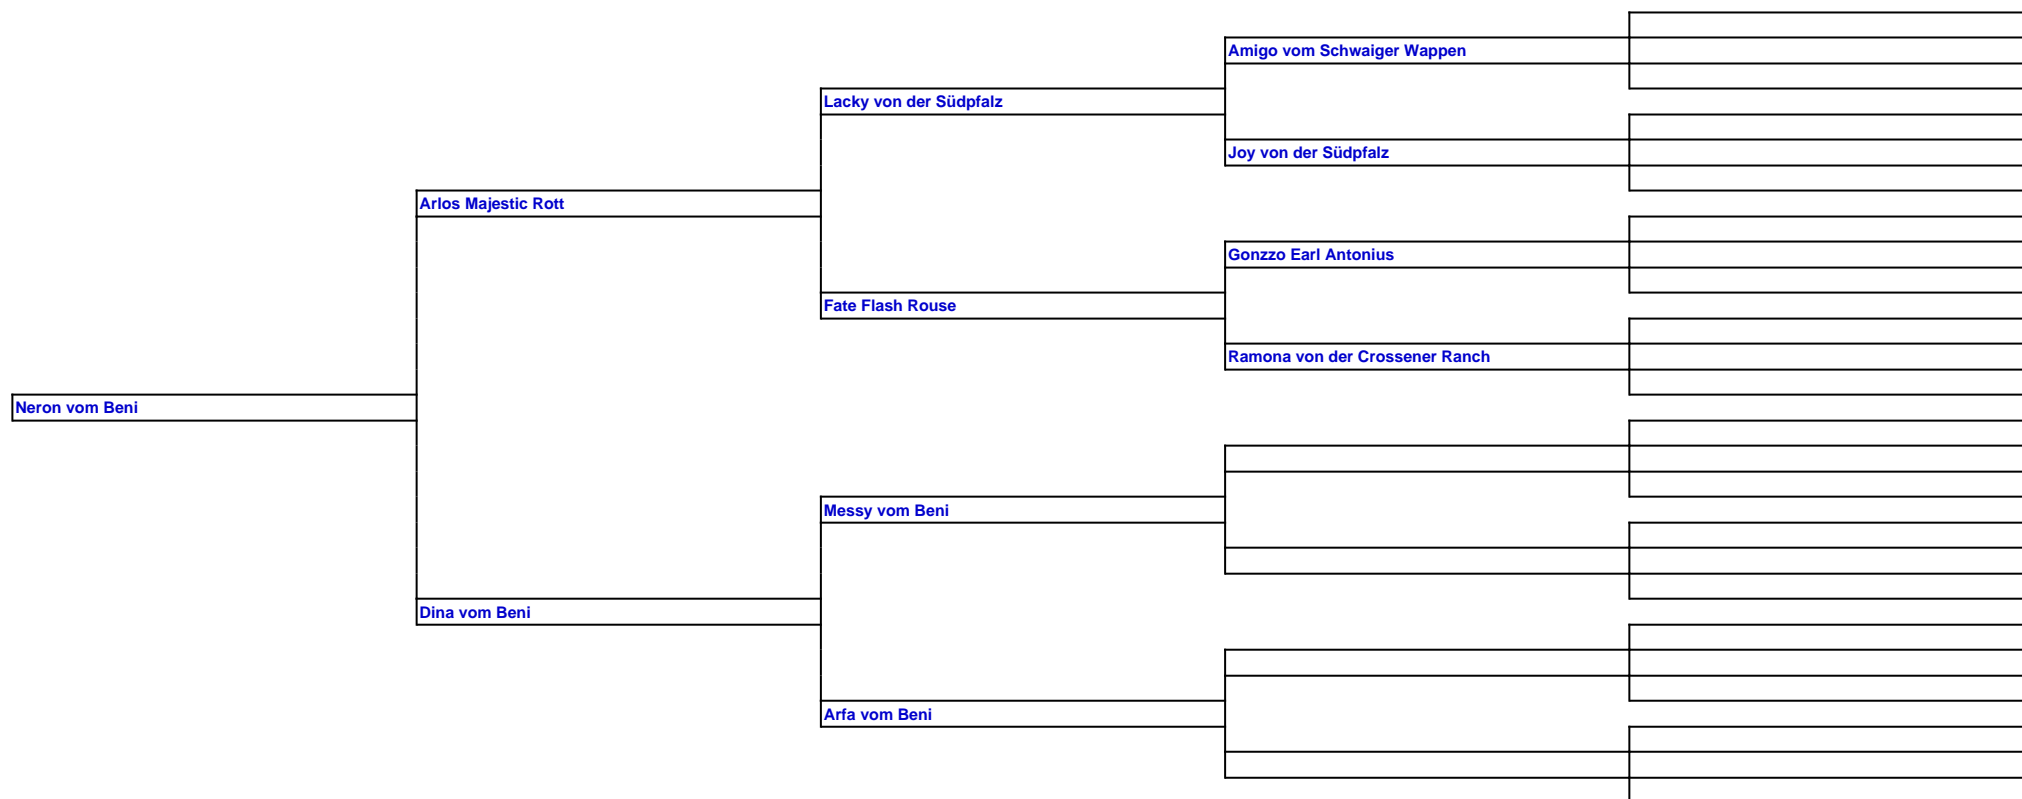 Amigo vom Schwaiger Wappen
Lacky von der Südpfalz
Joy von der Südpfalz
Arlos Majestic Rott
Gonzzo Earl Antonius
Fate Flash Rouse
Ramona von der Crossener Ranch
Neron vom Beni
Messy vom Beni
Dina vom Beni
Arfa vom Beni